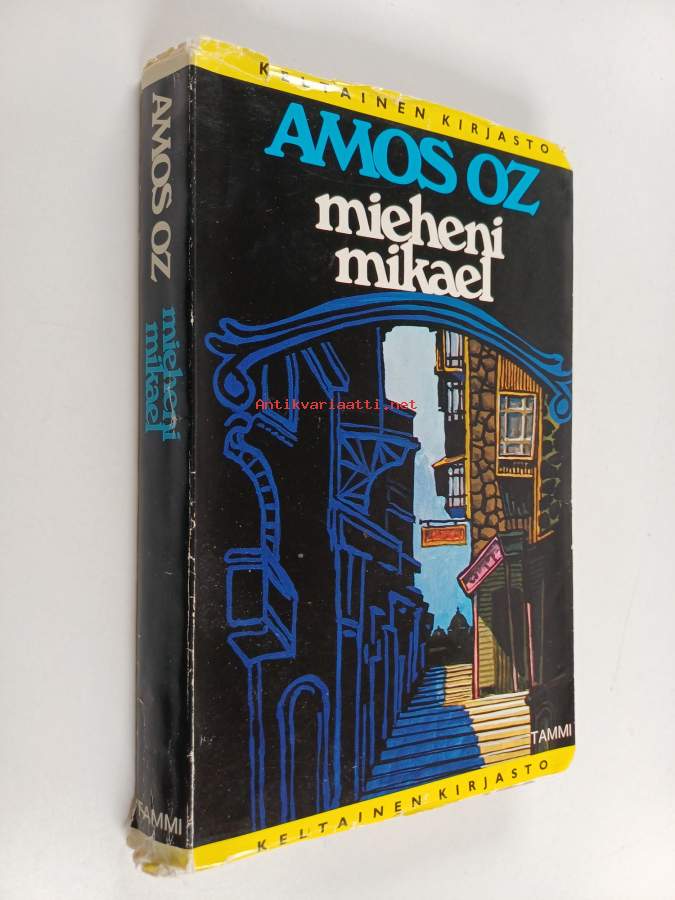 KELTAINEN KIRJASTO
AMOS OZ
mieheni
mikael
TAMMI
KELTAINEN KIRJASTO
AMOS OZ
mieheni
mikael
TAMMI
Antikvariaatti.net